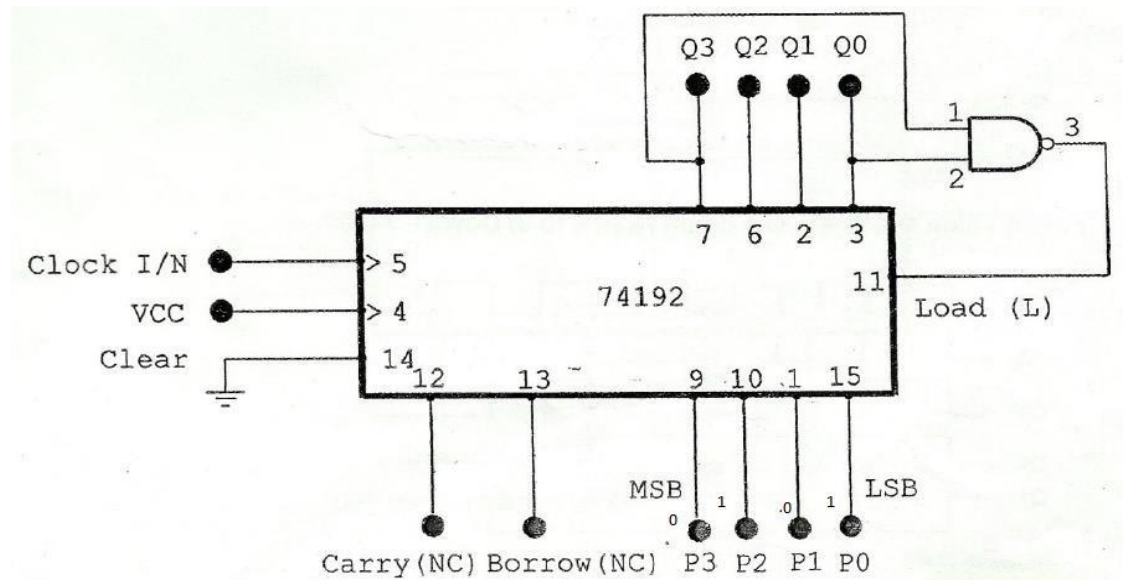 Q3 Q2 Q1 Q0
1
3
2
7 6 2 3
Clock I/N
5
74192
11
VCC
4
Load (L)
Clear
14
12 13 9 10 1 15
MSB
LSB
0 1 .0 1
Carry(NC) Borrow(NC) P3 P2 P1 P0